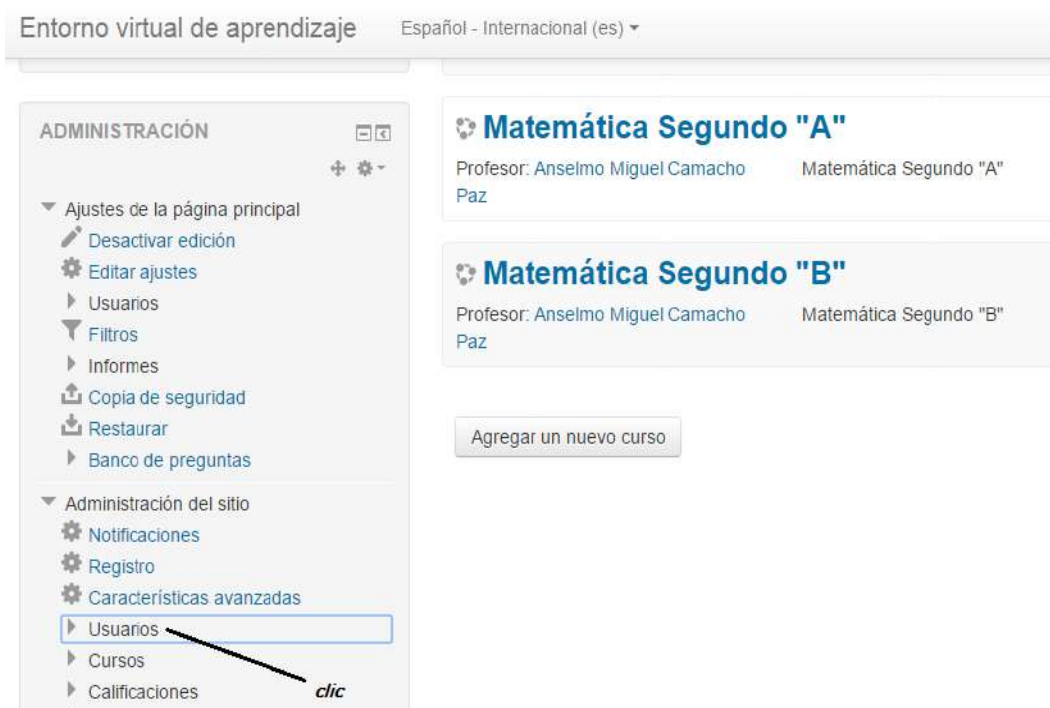 Entorno virtual de aprendizaje
Español - Internacional (es)
ADMINISTRACIÓN
Ajustes de la página principal
Desactivar edición
Editar ajustes
Usuarios
Filtros
Informes
Copia de seguridad
Restaurar
Banco de preguntas
Administración del sitio
Notificaciones
Registro
Características avanzadas
Usuarios
Cursos
Calificaciones
clic
Matemática Segundo "A"
Profesor: Anselmo Miguel Camacho
Paz
Matemática Segundo "A"
Matemática Segundo "B"
Profesor: Anselmo Miguel Camacho
Paz
Matemática Segundo "B"
Agregar un nuevo curso